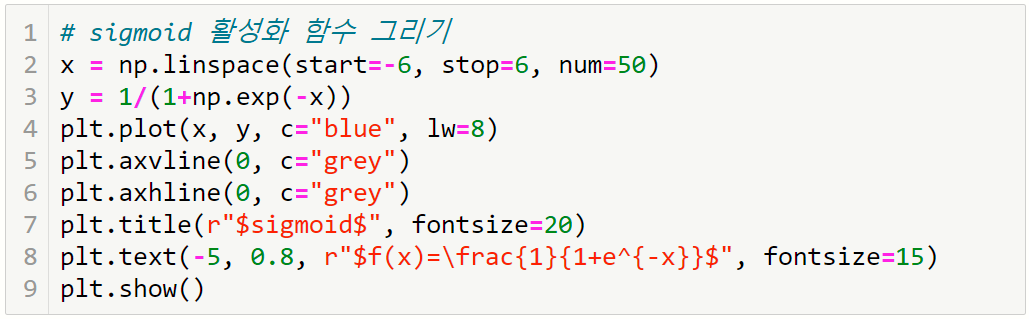 1 # sigmoid 활성화 함수 그리기
2 x = np.linspace(start=-6, stop=6, num=50)
3 y = 1/(1+np.exp(-x))
4 plt.plot(x, y, c="blue", lw=8)
5 plt.axvline(0, c="grey")
6 plt.axhline(0, c="grey")
7 plt.title(r"$sigmoid$", fontsize=20)
8 plt.text(-5, 0.8, r"$f(x)=\frac{1}{1+e^{-x}}$", fontsize=15)
9 plt.show()